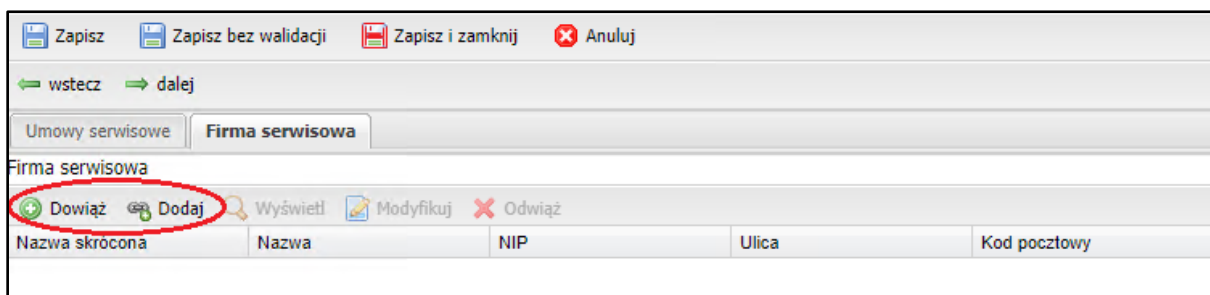 Zapisz Zapisz bez walidacji Zapisz i zamknij Anuluj
wstecz dalej
Umowy serwisowe Firma serwisowa
Firma serwisowa
Dowiąż Dodaj Wyświetl Modyfikuj Odwiąż
Nazwa skrócona Nazwa NIP Ulica Kod pocztowy